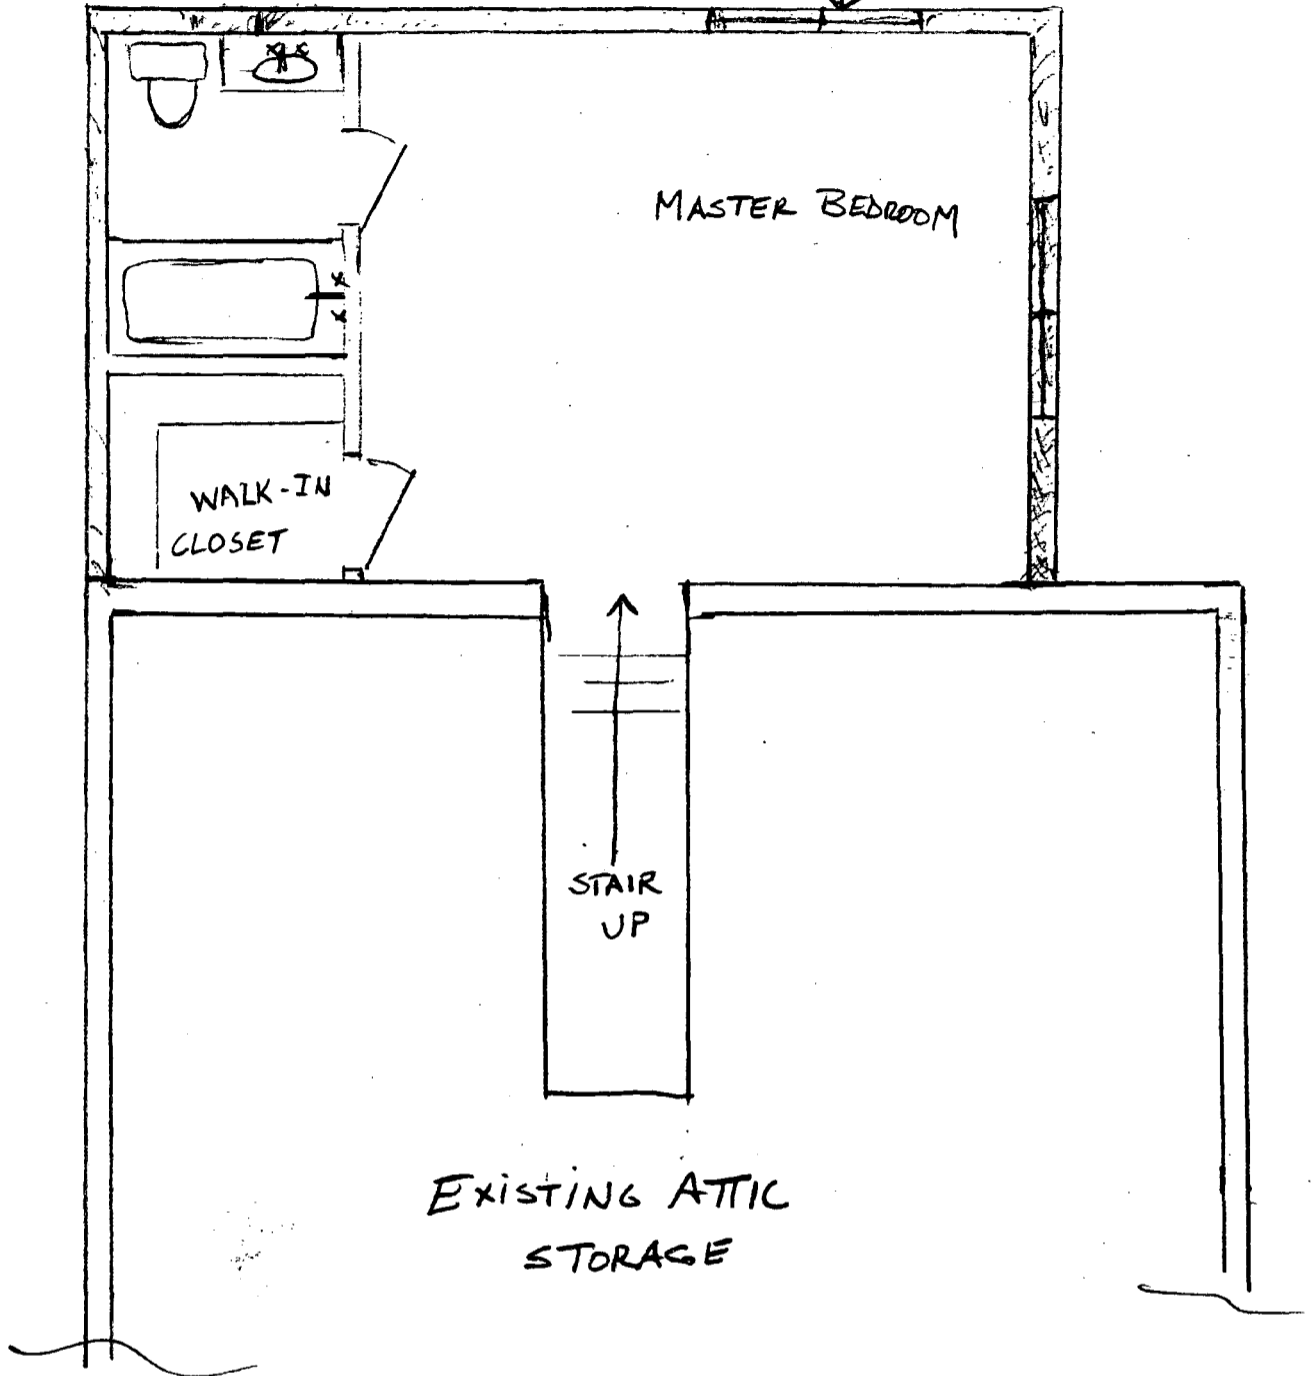 MASTER BEDROOM
WALK-IN
CLOSET
STAIR
UP
EXISTING ATTIC
STORAGE